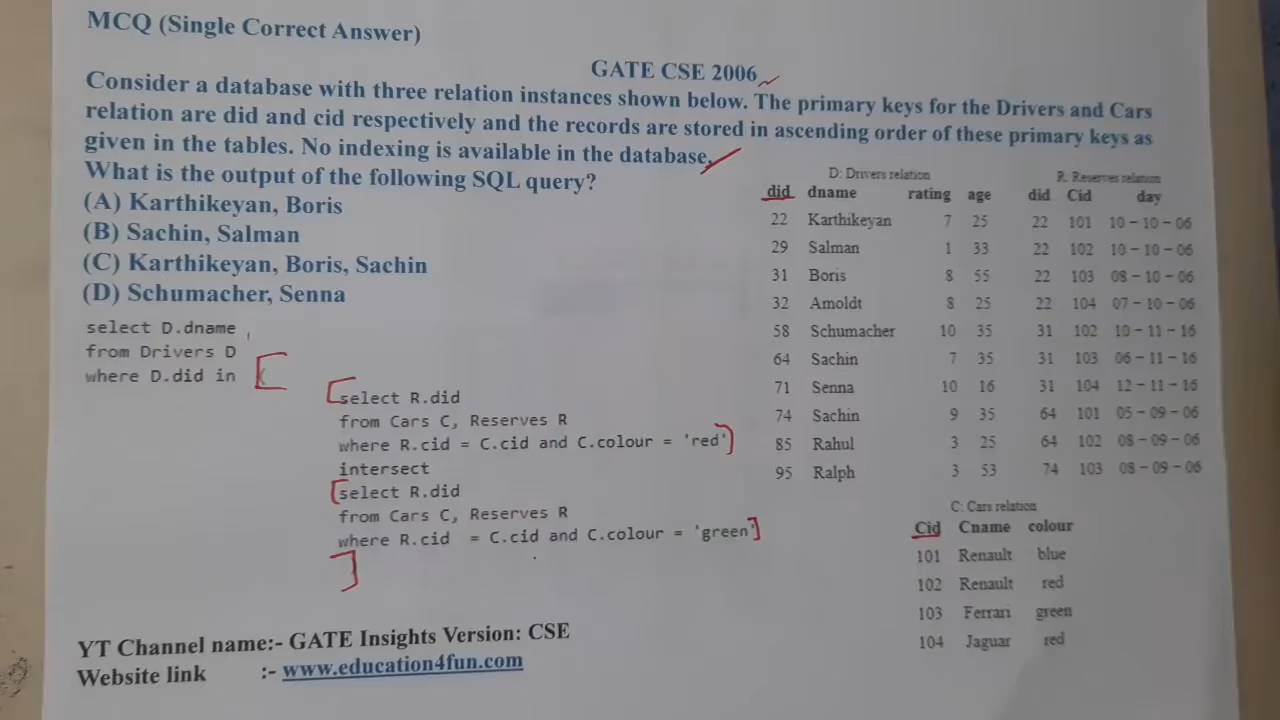 MCQ (Single Correct Answer)
GATE CSE 2006
Consider a database with three relation instances shown below. The primary keys for the Drivers and Cars
relation are did and cid respectively and the records are stored in ascending order of these primary keys as
given in the tables. No indexing is available in the database.
What is the output of the following SQL query?
(A) Karthikeyan, Boris
(B) Sachin, Salman
(C) Karthikeyan, Boris, Sachin
(D) Schumacher, Senna
select D.dname
from Drivers D
where D.did in (
select R.did
from Cars C, Reserves R
where R.cid = C.cid and C.colour = 'red'
intersect
select R.did
from Cars C, Reserves R
where R.cid = C.cid and C.colour = 'green'
D: Drivers relation
did dname rating age
22 Karthikeyan 7 25
29 Salman 1 33
31 Boris 8 55
32 Amoldt 8 25
58 Schumacher 10 35
64 Sachin 7 35
71 Senna 10 16
74 Sachin 9 35
85 Rahul 3 25
95 Ralph 3 53
R: Reserves relation
did Cid day
22 101 10-10-06
22 102 10-10-06
22 103 08-10-06
22 104 07-10-06
31 102 10-11-16
31 103 06-11-16
31 104 12-11-16
64 101 05-09-06
64 102 08-09-06
74 103 08-09-06
C: Cars relation
Cid Cname colour
101 Renault blue
102 Renault red
103 Ferrari green
104 Jaguar red
YT Channel name:- GATE Insights Version: CSE
Website link :- www.education4fun.com